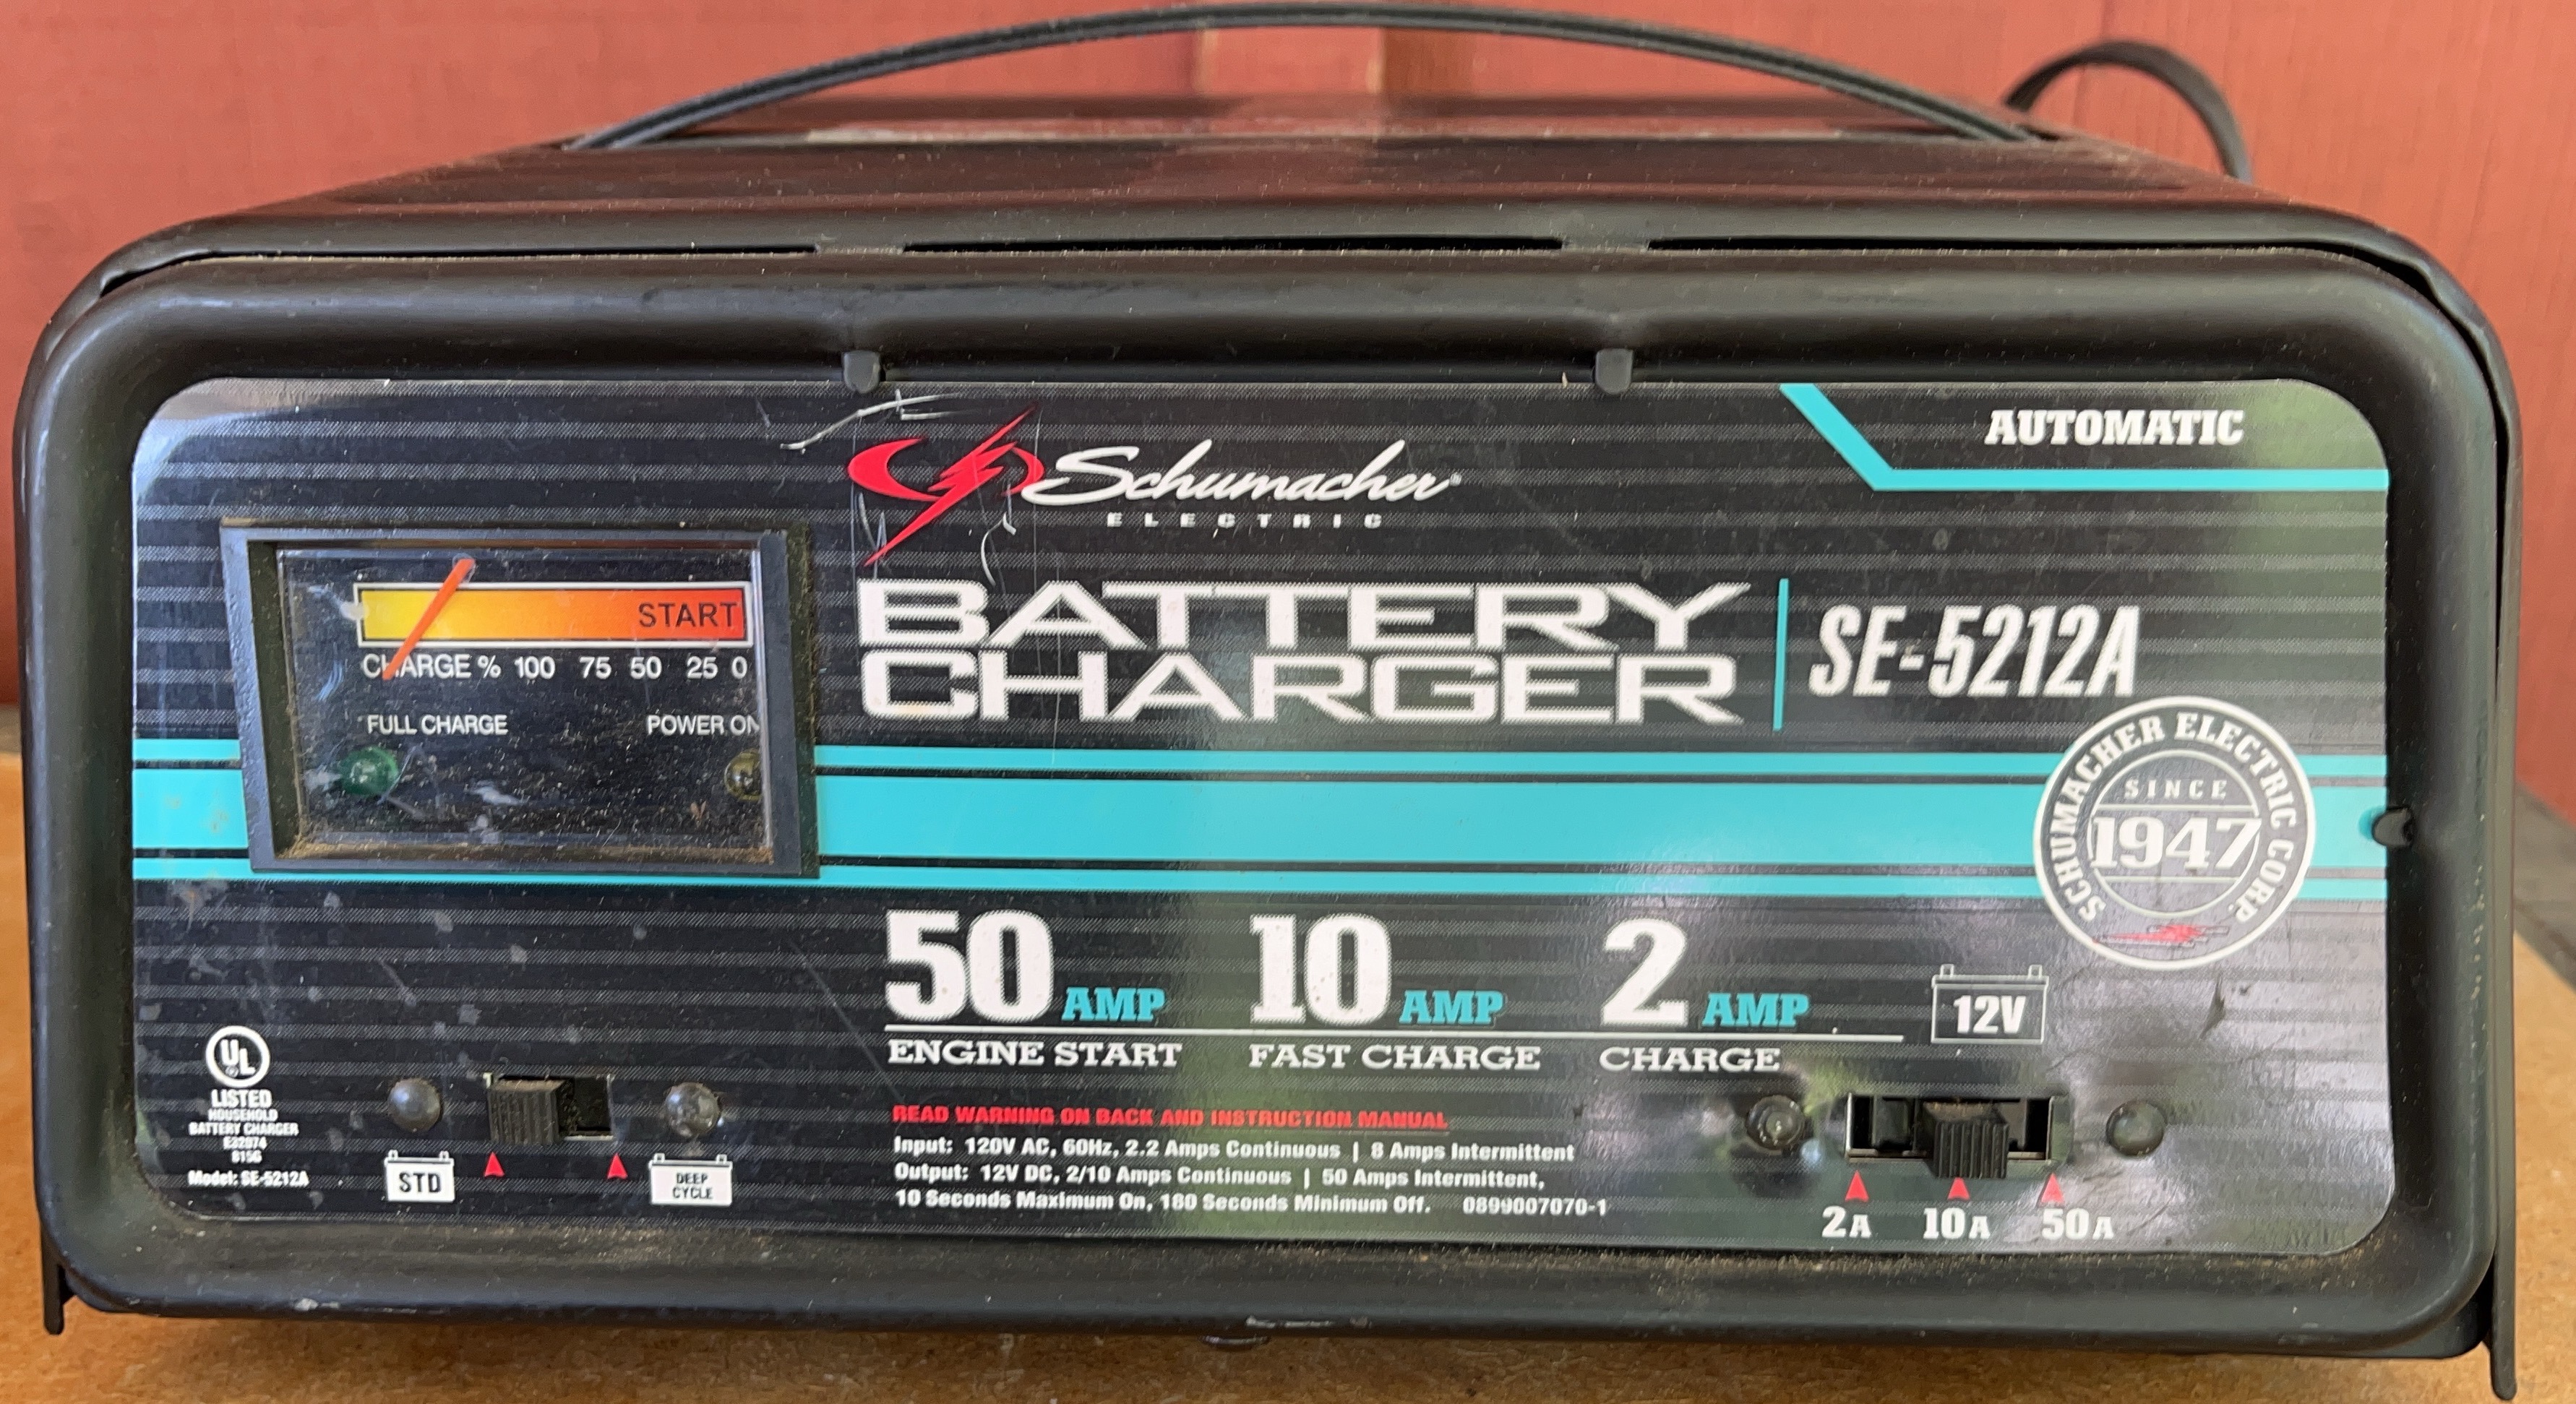 AUTOMATIC
Schumacher®
ELECTRIC
BATTERY
CHARGER
SE-5212A
START
CHARGE % 100 75 50 25 0
FULL CHARGE POWER ON
SCHUMACHER ELECTRIC CORP.
SINCE
1947
50 AMP 10 AMP 2 AMP
ENGINE START FAST CHARGE CHARGE
12V
UL
LISTED
HOUSEHOLD
BATTERY CHARGER
E32974
815G
Model: SE-5212A
STD
DEEP
CYCLE
READ WARNING ON BACK AND INSTRUCTION MANUAL
Input: 120V AC, 60Hz, 2.2 Amps Continuous | 8 Amps Intermittent
Output: 12V DC, 2/10 Amps Continuous | 50 Amps Intermittent,
10 Seconds Maximum On, 180 Seconds Minimum Off. 0899007070-1
2A 10A 50A